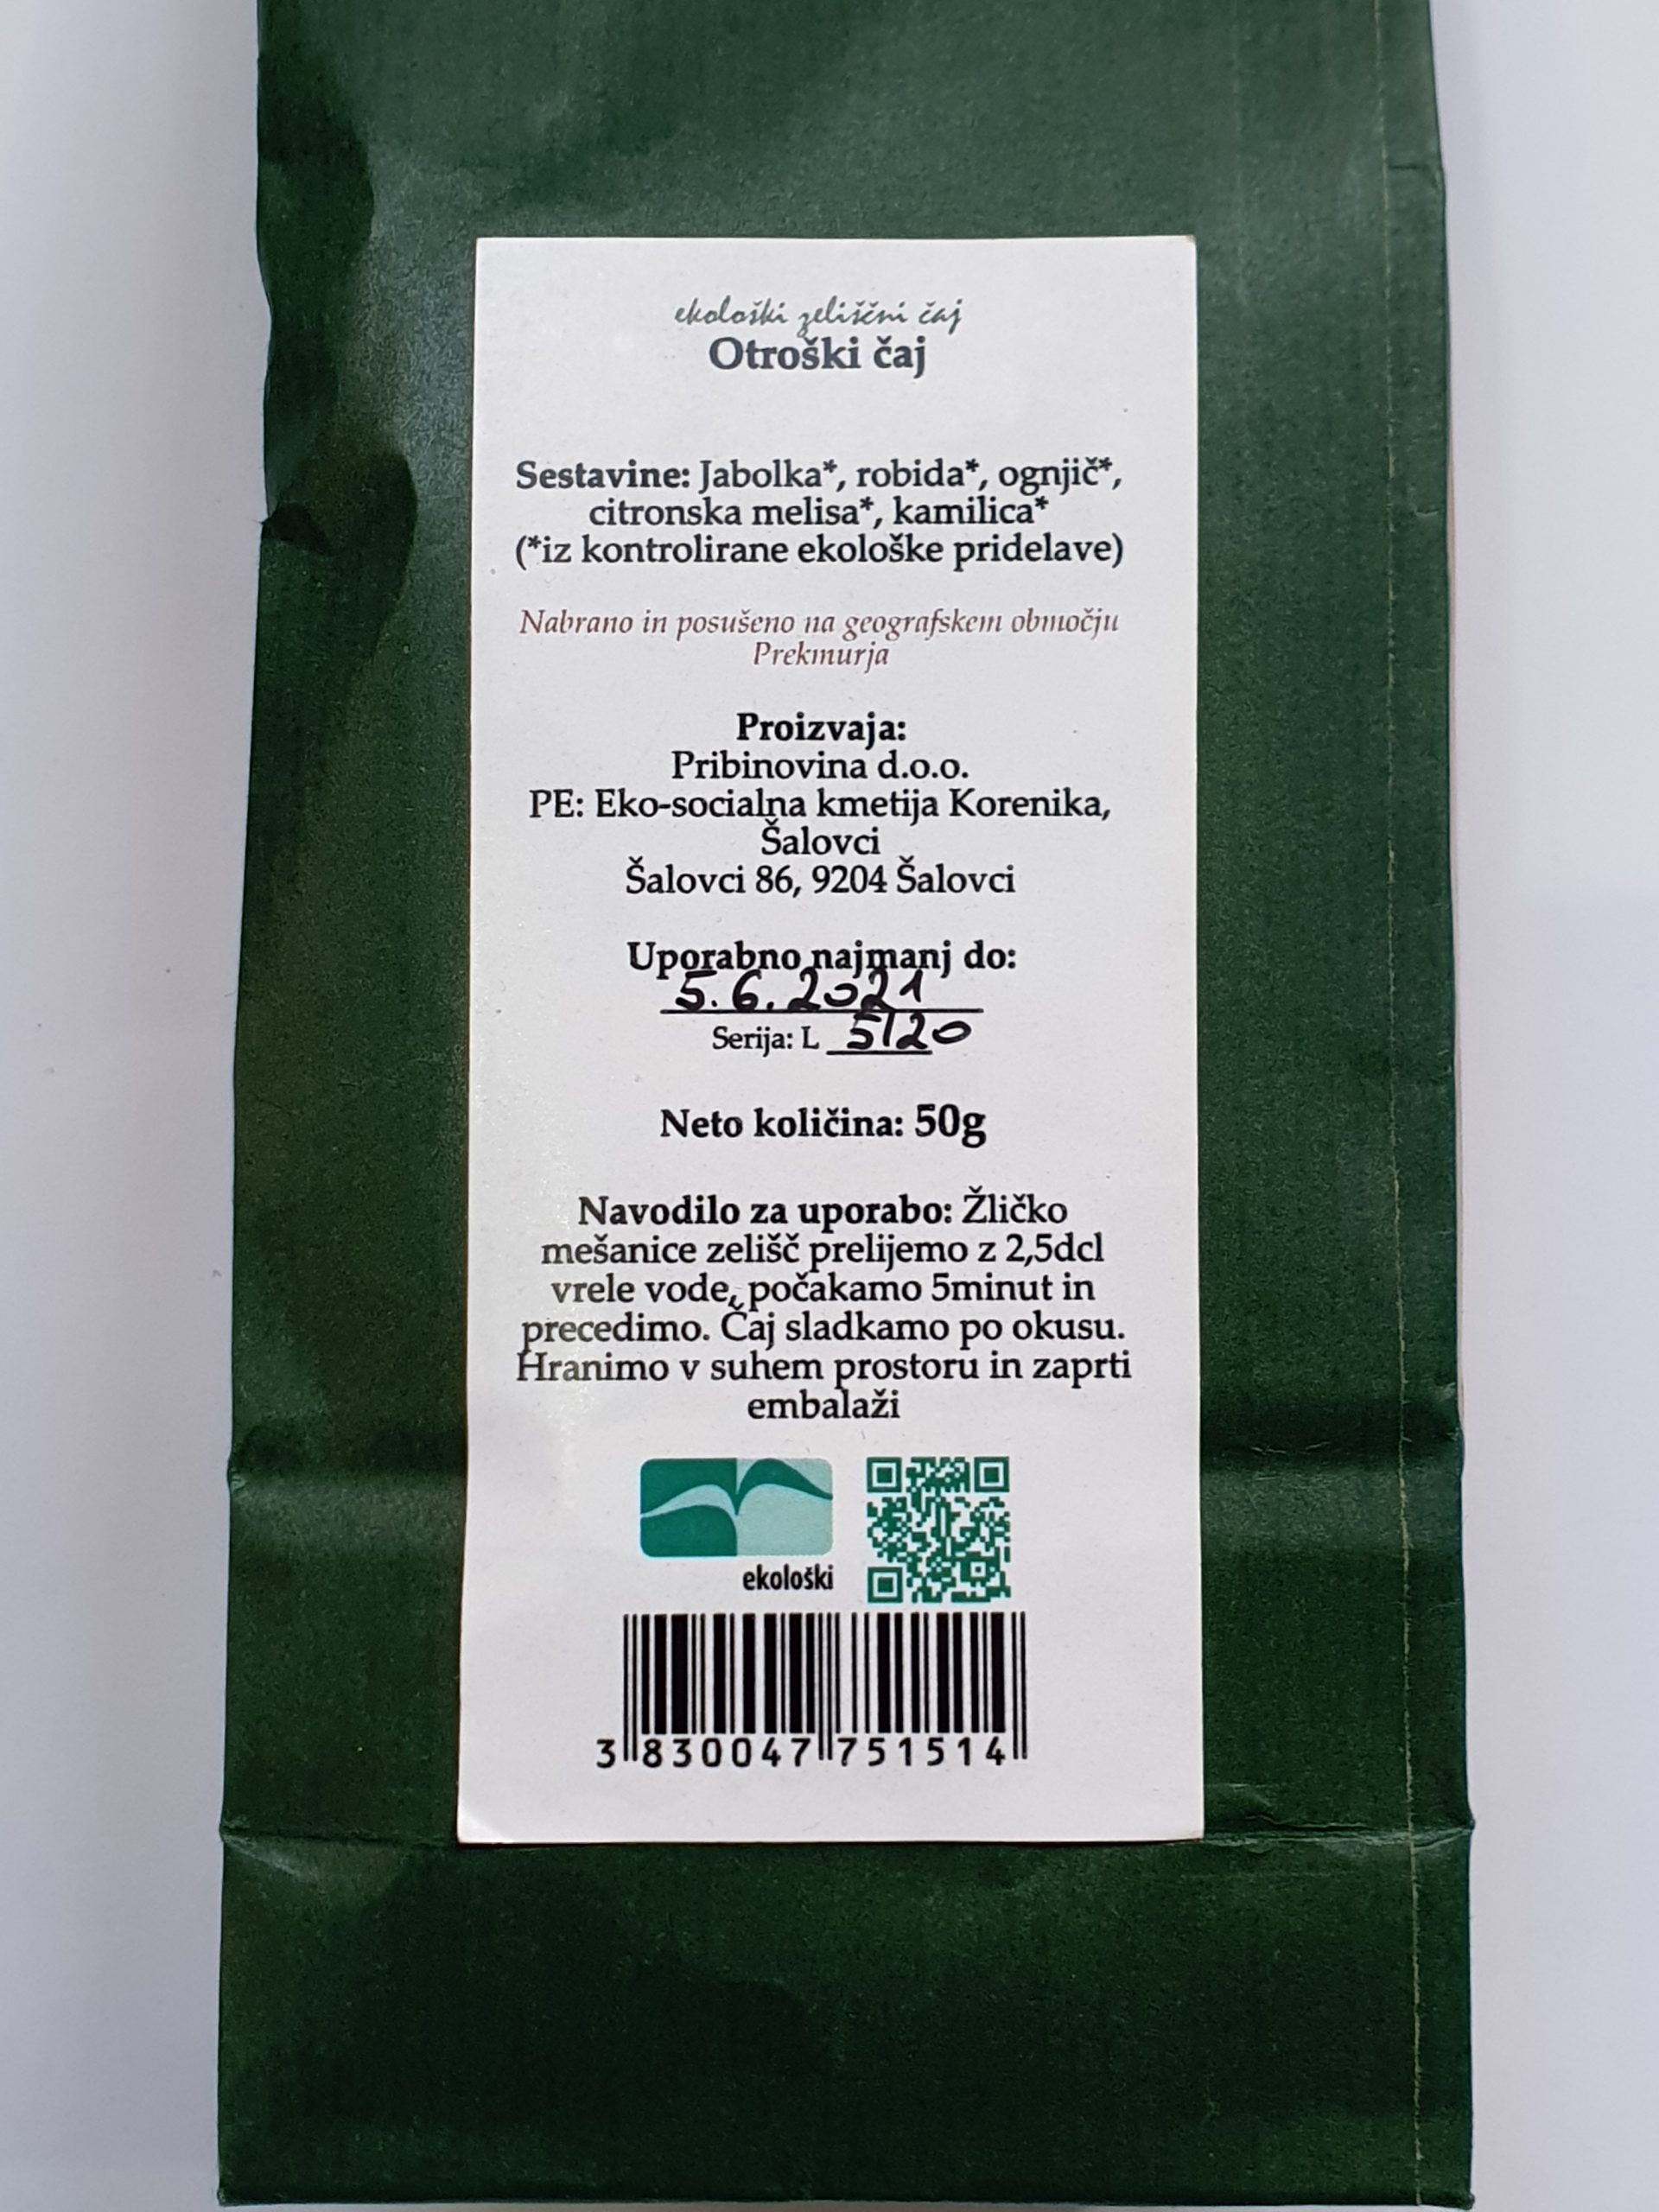 ekološki zeliščni čaj
Otroški čaj
Sestavine: Jabolka*, robida*, ognjič*,
citronska melisa*, kamilica*
(*iz kontrolirane ekološke pridelave)
Nabrano in posušeno na geografskem območju
Prekmurja
Proizvaja:
Pribinovina d.o.o.
PE: Eko-socialna kmetija Korenika,
Šalovci
Šalovci 86, 9204 Šalovci
Uporabno najmanj do:
5.6.2021
Serija: L 5/20
Neto količina: 50g
Navodilo za uporabo: Žličko
mešanice zelišč prelijemo z 2,5dcl
vrele vode, počakamo 5minut in
precedimo. Čaj sladkamo po okusu.
Hranimo v suhem prostoru in zaprti
embalaži
ekološki
3 830047 751514